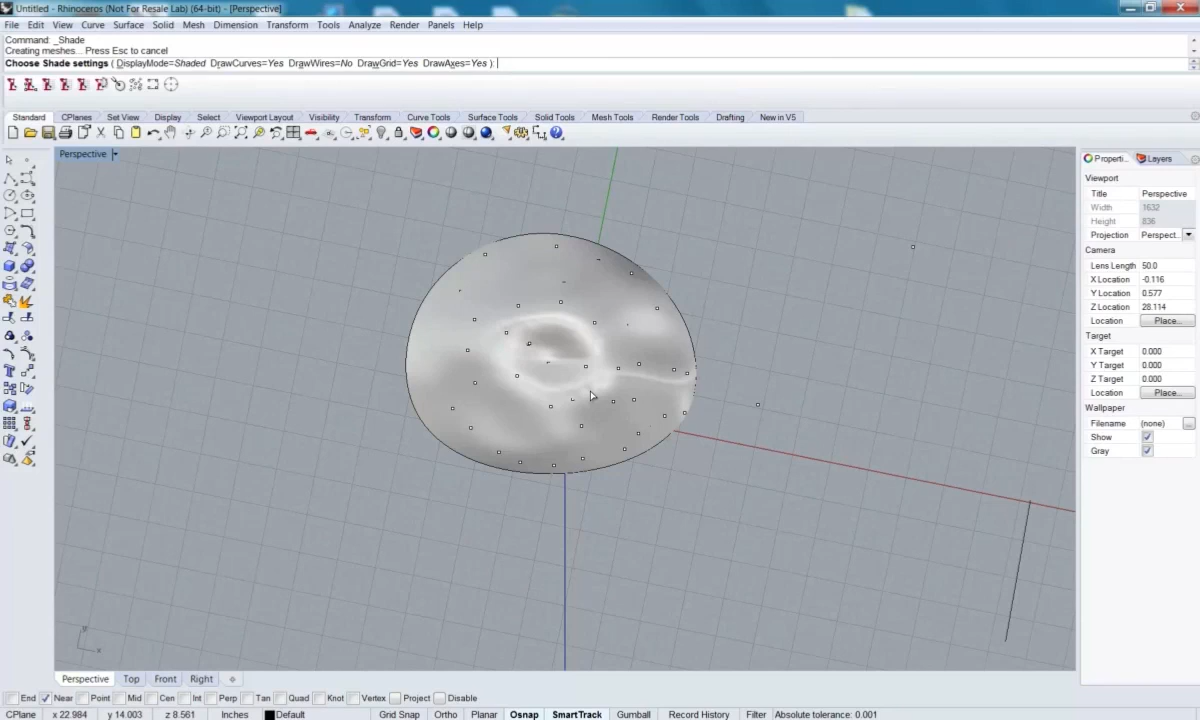 Untitled - Rhinoceros (Not For Resale Lab) (64-bit) - [Perspective]
File Edit View Curve Surface Solid Mesh Dimension Transform Tools Analyze Render Panels Help
Command: _Shade
Creating meshes... Press Esc to cancel
Choose Shade settings ( DisplayMode=Shaded DrawCurves=Yes DrawWires=No DrawGrid=Yes DrawAxes=Yes ):
Standard CPlanes Set View Display Select Viewport Layout Visibility Transform Curve Tools Surface Tools Solid Tools Mesh Tools Render Tools Drafting New in V5
Perspective
Properti... Layers
Viewport
Title Perspective
Width 1632
Height 836
Projection Perspect...
Camera
Lens Length 50.0
X Location -0.116
Y Location 0.577
Z Location 28.114
Location Place...
Target
X Target 0.000
Y Target 0.000
Z Target 0.000
Location Place...
Wallpaper
Filename (none) ...
Show
Gray
y
x
Perspective Top Front Right
End Near Point Mid Cen Int Perp Tan Quad Knot Vertex Project Disable
CPlane x 22.984 y 14.003 z 8.561 Inches Default Grid Snap Ortho Planar Osnap SmartTrack Gumball Record History Filter Absolute tolerance: 0.001